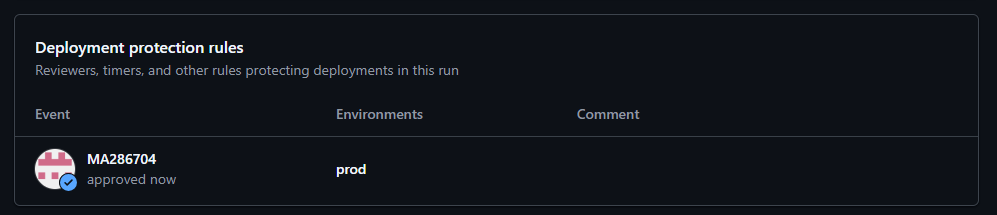 Deployment protection rules
Reviewers, timers, and other rules protecting deployments in this run
Event Environments Comment
MA286704
approved now
prod